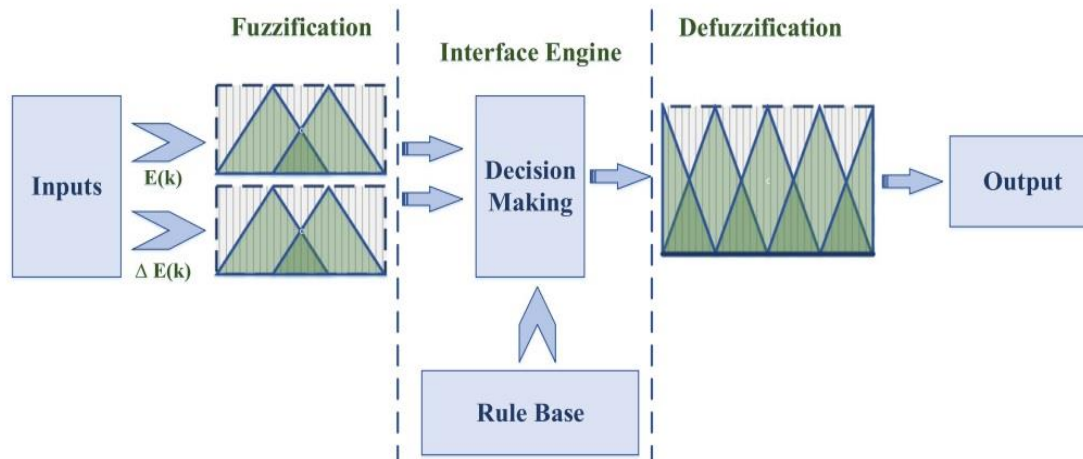 Fuzzification
Interface Engine
Defuzzification
Inputs
E(k)
Δ E(k)
Decision
Making
Output
Rule Base